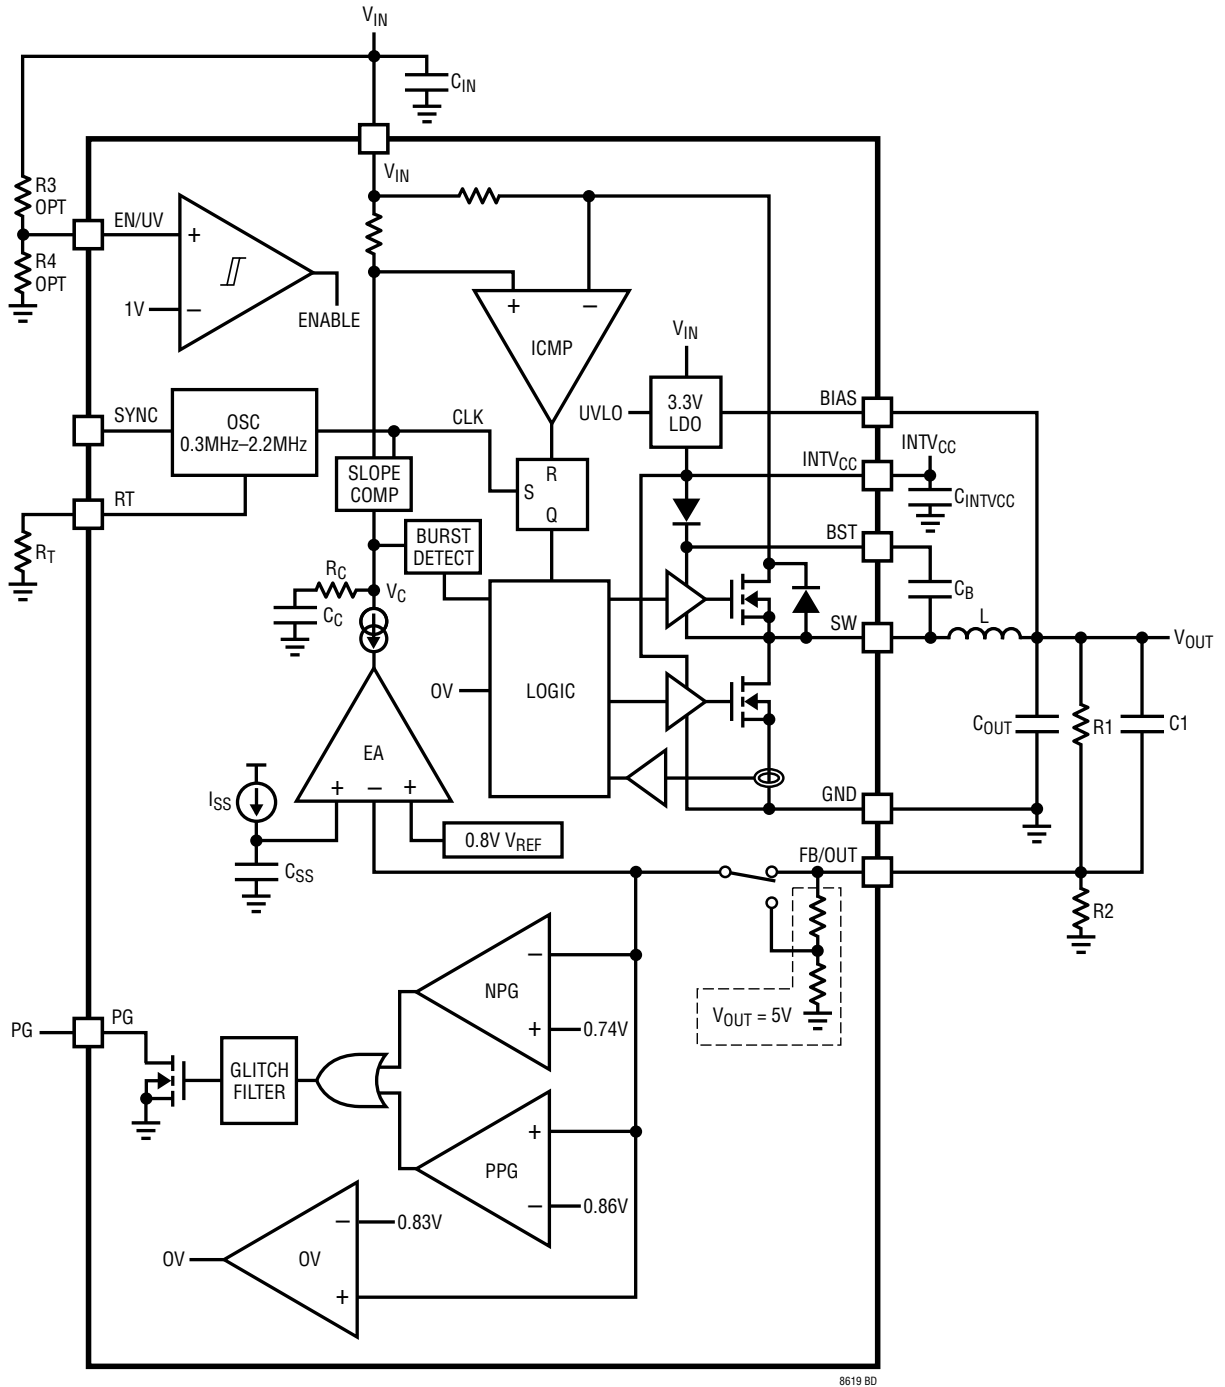 VIN
CIN
VIN
R3
OPT
EN/UV
+
R4
OPT
1V
–
ENABLE
+
–
ICMP
VIN
UVLO
3.3V
LDO
BIAS
SYNC
OSC
0.3MHz–2.2MHz
CLK
INTVCC
INTVCC
CINTVCC
SLOPE
COMP
R
S
Q
RT
RT
BURST
DETECT
BST
RC
VC
CC
CB
SW
L
VOUT
OV
LOGIC
COUT
R1
C1
EA
+
–
+
ISS
0.8V VREF
GND
CSS
FB/OUT
R2
–
NPG
+
0.74V
VOUT = 5V
PG
PG
GLITCH
FILTER
+
PPG
–
0.86V
–
0.83V
OV
OV
+
8619 BD